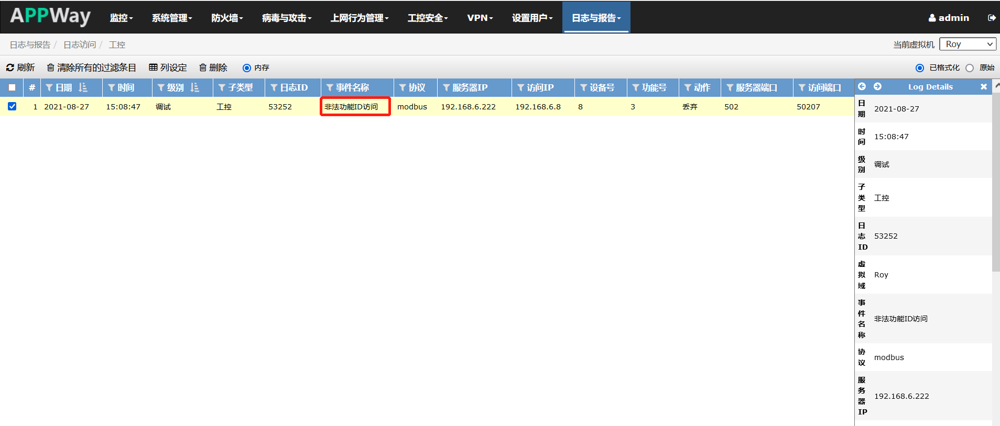 APPWay 监控 系统管理 防火墙 病毒与攻击 上网行为管理 工控安全 VPN 设置用户 日志与报告 admin
日志与报告 / 日志访问 / 工控 当前虚拟机 Roy
刷新 清除所有的过滤条目 列设定 删除 内存 已格式化 原始
# 日期 时间 级别 子类型 日志ID 事件名称 协议 服务器IP 访问IP 设备号 功能号 动作 服务器端口 访问端口
1 2021-08-27 15:08:47 调试 工控 53252 非法功能ID访问 modbus 192.168.6.222 192.168.6.8 8 3 丢弃 502 50207
Log Details
日期 2021-08-27
时间 15:08:47
级别 调试
子类型 工控
日志ID 53252
虚拟域 Roy
事件名称 非法功能ID访问
协议 modbus
服务器IP 192.168.6.222